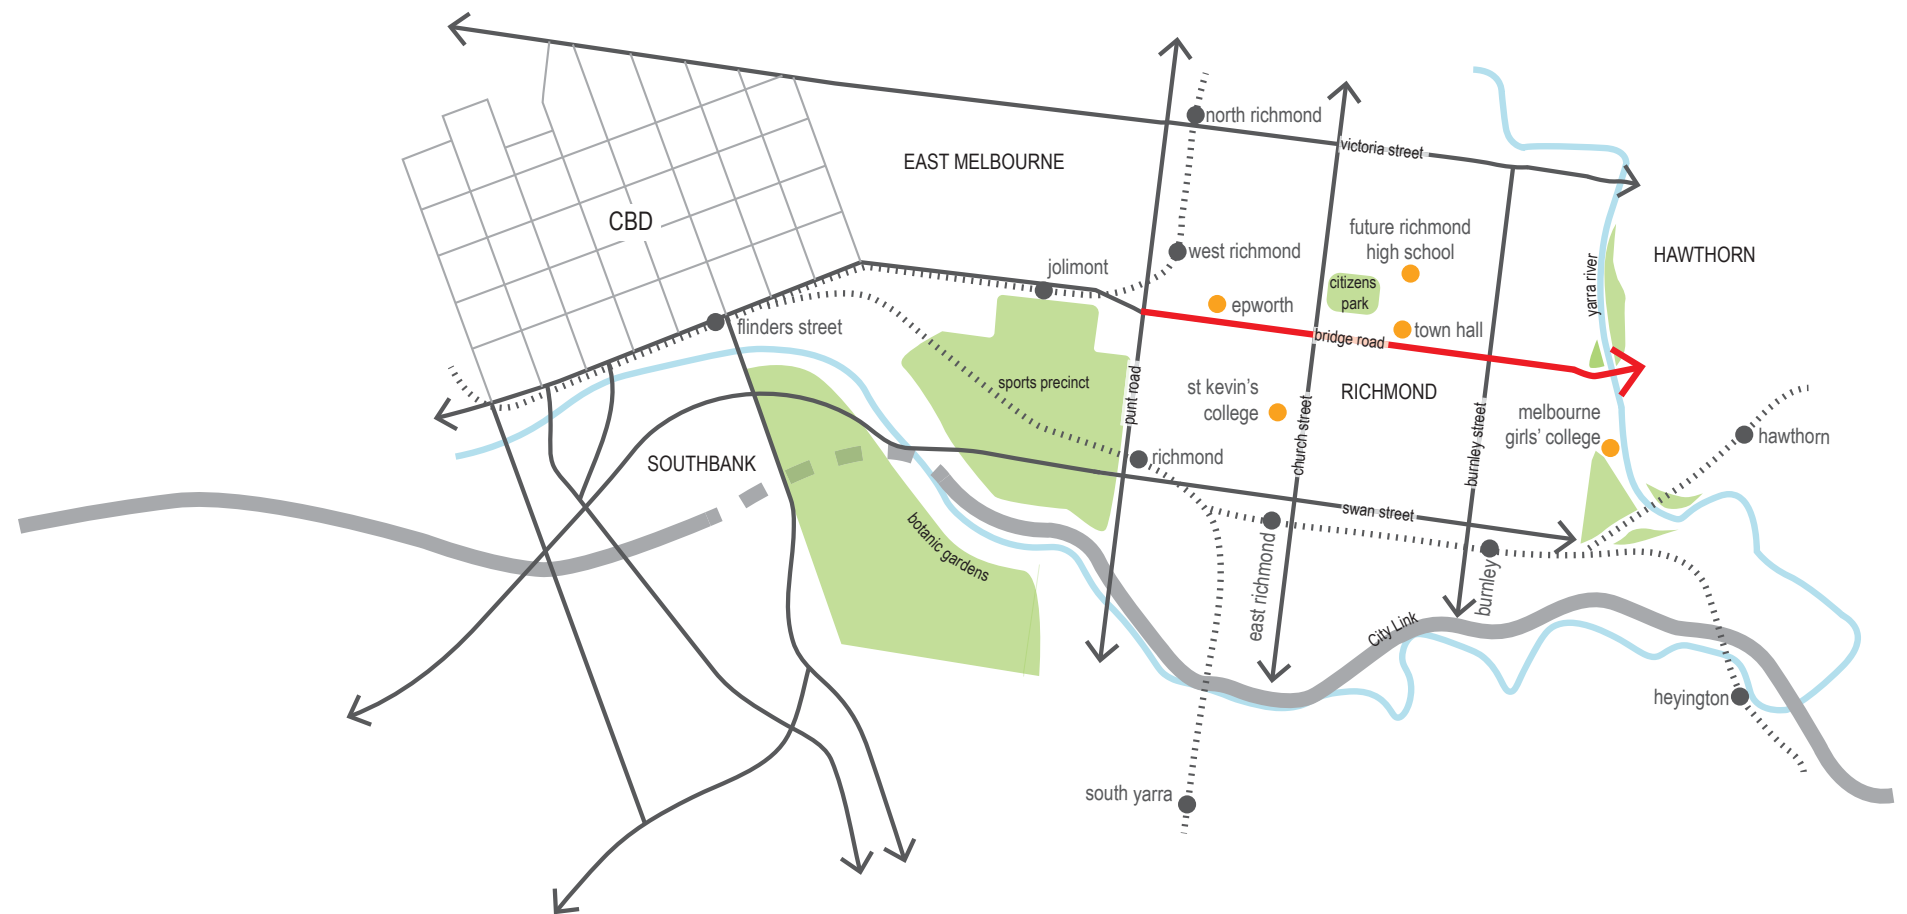 north richmond
victoria street
EAST MELBOURNE
CBD
future richmond
high school
west richmond
HAWTHORN
jolimont
yarra river
citizens
park
epworth
flinders street
town hall
bridge road
sports precinct
punt road
st kevin's
college
RICHMOND
church street
burnley street
melbourne
girls' college
hawthorn
SOUTHBANK
richmond
swan street
botanic gardens
east richmond
burnley
City Link
heyington
south yarra